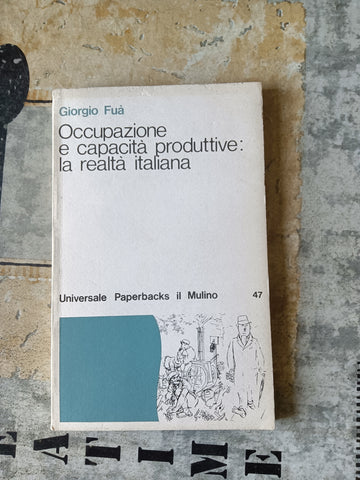 Giorgio Fuà
Occupazione
e capacità produttive:
la realtà italiana
Universale Paperbacks il Mulino 47
E A T I M E